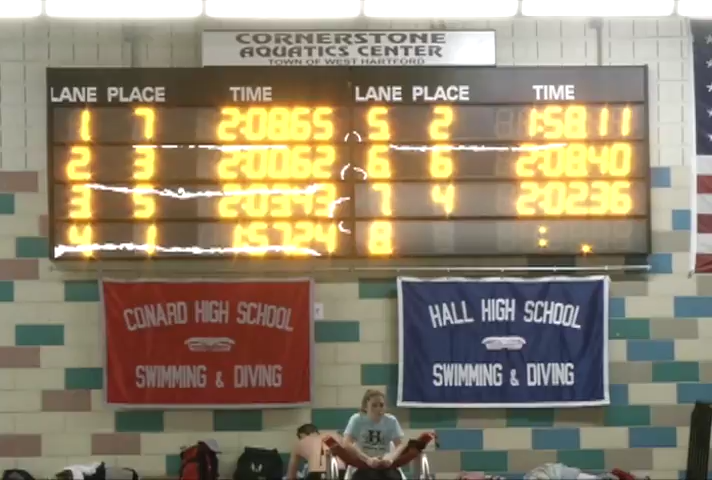 CORNERSTONE
AQUATICS CENTER
TOWN OF WEST HARTFORD
LANE PLACE TIME LANE PLACE TIME
1 7 2:08.65 5 2 1:58.11
2 3 2:00.62 6 6 2:08.40
3 5 2:03.43 7 4 2:02.36
4 1 1:57.24 8 : .
CONARD HIGH SCHOOL
SWIMMING & DIVING
HALL HIGH SCHOOL
SWIMMING & DIVING
H